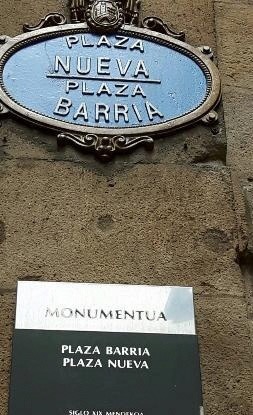 PLAZA
NUEVA
PLAZA
BARRIA
MONUMENTUA
PLAZA BARRIA
PLAZA NUEVA
SIGLO XIX MENDEKOA